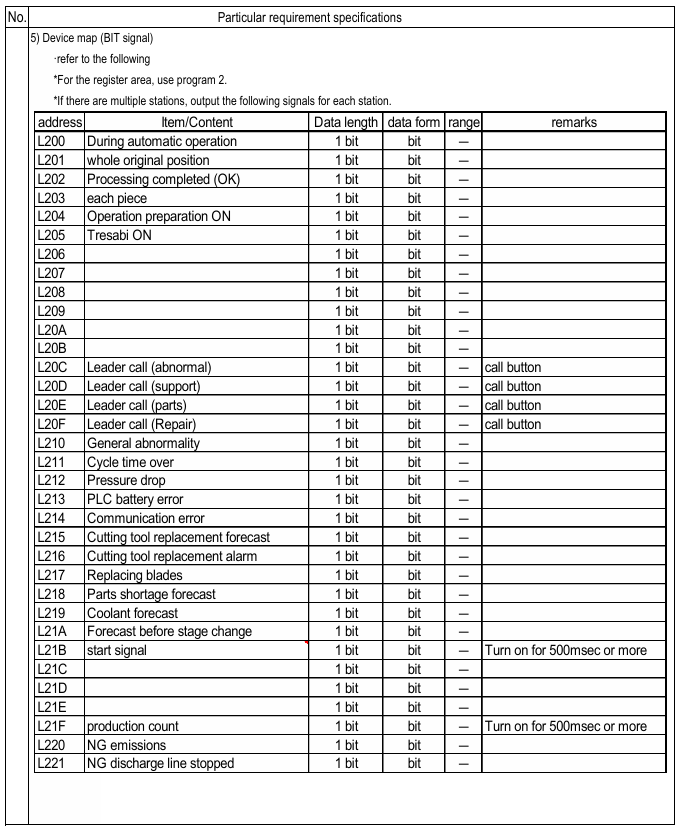 No. Particular requirement specifications
5) Device map (BIT signal)
·refer to the following
*For the register area, use program 2.
*If there are multiple stations, output the following signals for each station.
address Item/Content Data length data form range remarks
L200 During automatic operation 1 bit bit —
L201 whole original position 1 bit bit —
L202 Processing completed (OK) 1 bit bit —
L203 each piece 1 bit bit —
L204 Operation preparation ON 1 bit bit —
L205 Tresabi ON 1 bit bit —
L206 1 bit bit —
L207 1 bit bit —
L208 1 bit bit —
L209 1 bit bit —
L20A 1 bit bit —
L20B 1 bit bit —
L20C Leader call (abnormal) 1 bit bit — call button
L20D Leader call (support) 1 bit bit — call button
L20E Leader call (parts) 1 bit bit — call button
L20F Leader call (Repair) 1 bit bit — call button
L210 General abnormality 1 bit bit —
L211 Cycle time over 1 bit bit —
L212 Pressure drop 1 bit bit —
L213 PLC battery error 1 bit bit —
L214 Communication error 1 bit bit —
L215 Cutting tool replacement forecast 1 bit bit —
L216 Cutting tool replacement alarm 1 bit bit —
L217 Replacing blades 1 bit bit —
L218 Parts shortage forecast 1 bit bit —
L219 Coolant forecast 1 bit bit —
L21A Forecast before stage change 1 bit bit —
L21B start signal 1 bit bit — Turn on for 500msec or more
L21C 1 bit bit —
L21D 1 bit bit —
L21E 1 bit bit —
L21F production count 1 bit bit — Turn on for 500msec or more
L220 NG emissions 1 bit bit —
L221 NG discharge line stopped 1 bit bit —